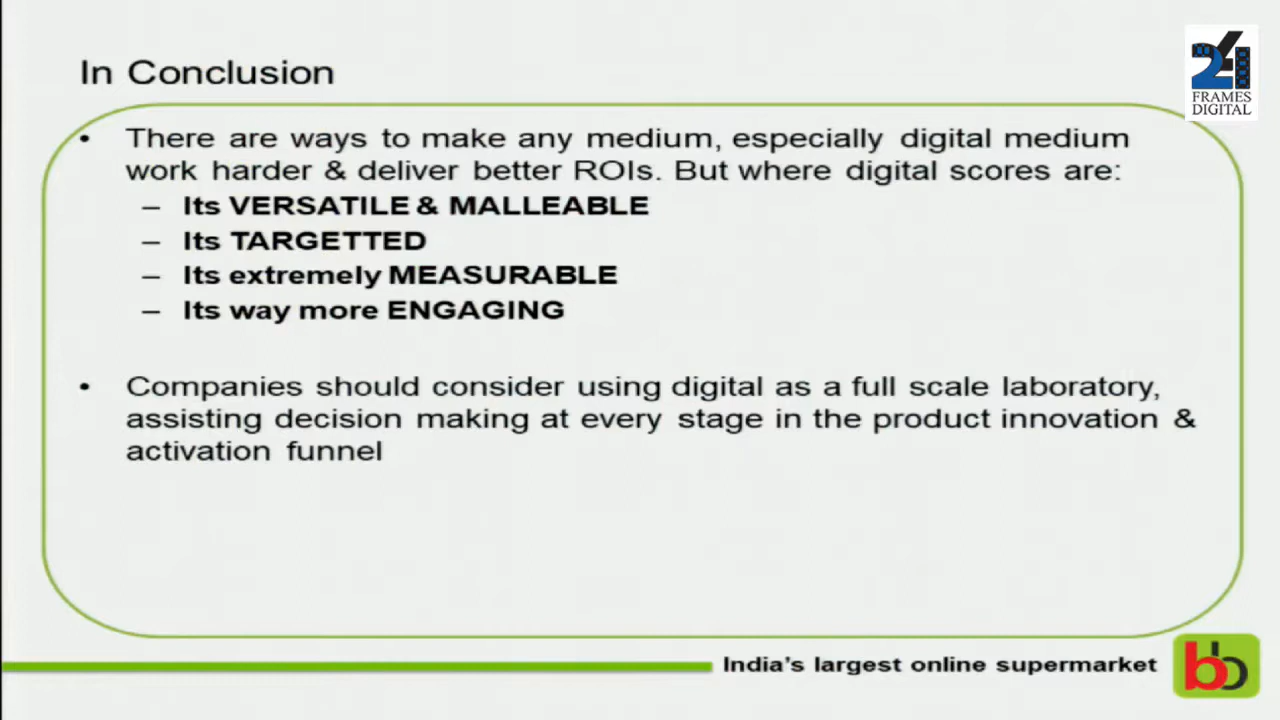 In Conclusion
24
FRAMES
DIGITAL
• There are ways to make any medium, especially digital medium
work harder & deliver better ROIs. But where digital scores are:
– Its VERSATILE & MALLEABLE
– Its TARGETTED
– Its extremely MEASURABLE
– Its way more ENGAGING
• Companies should consider using digital as a full scale laboratory,
assisting decision making at every stage in the product innovation &
activation funnel
India's largest online supermarket
bb